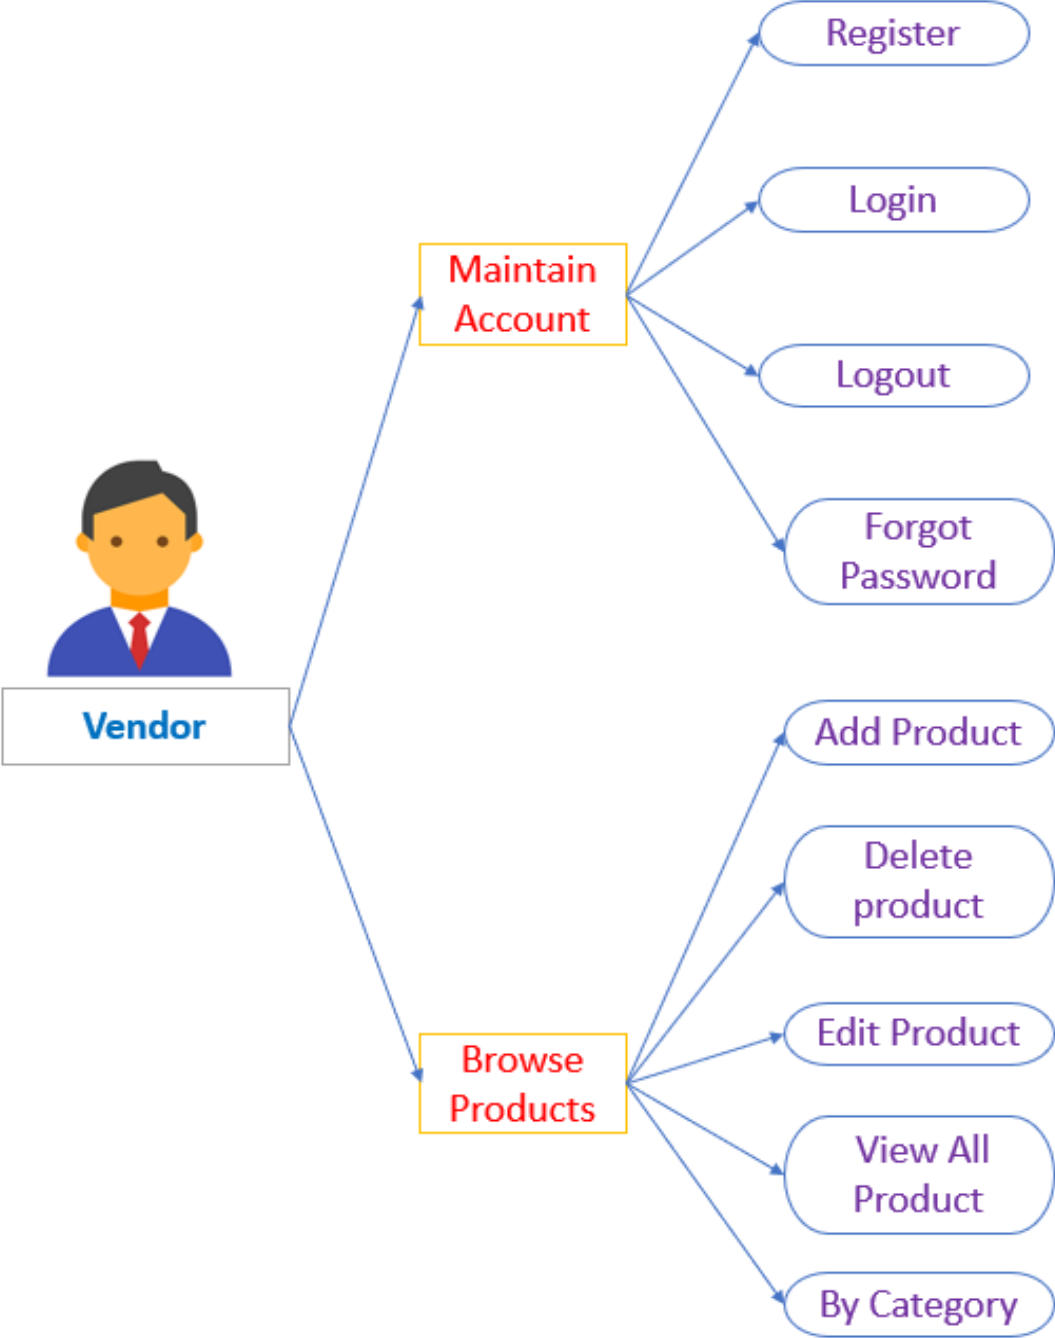 Register
Login
Maintain
Account
Logout
Forgot
Password
Vendor
Add Product
Delete
product
Edit Product
Browse
Products
View All
Product
By Category